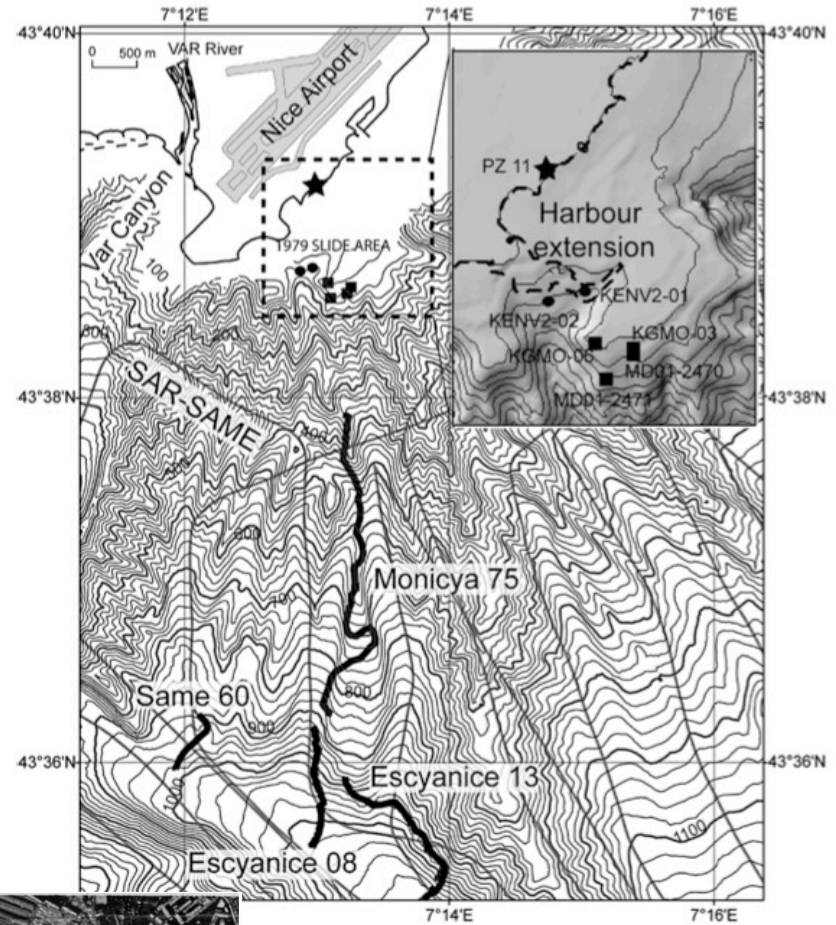 7°12'E
7°14'E
7°16'E
43°40'N
43°40'N
0 500 m
VAR River
Nice Airport
PZ 11
Harbour
extension
Var Canyon
100
1979 SLIDE AREA
KENV2-01
KENV2-02
KGMO-03
KGMO-06
MD01-2470
MD01-2471
200
43°38'N
43°38'N
SAR-SAME
400
800
Monicya 75
Same 60
900
43°36'N
43°36'N
1000
Escyanice 13
Escyanice 08
1100
7°14'E
7°16'E